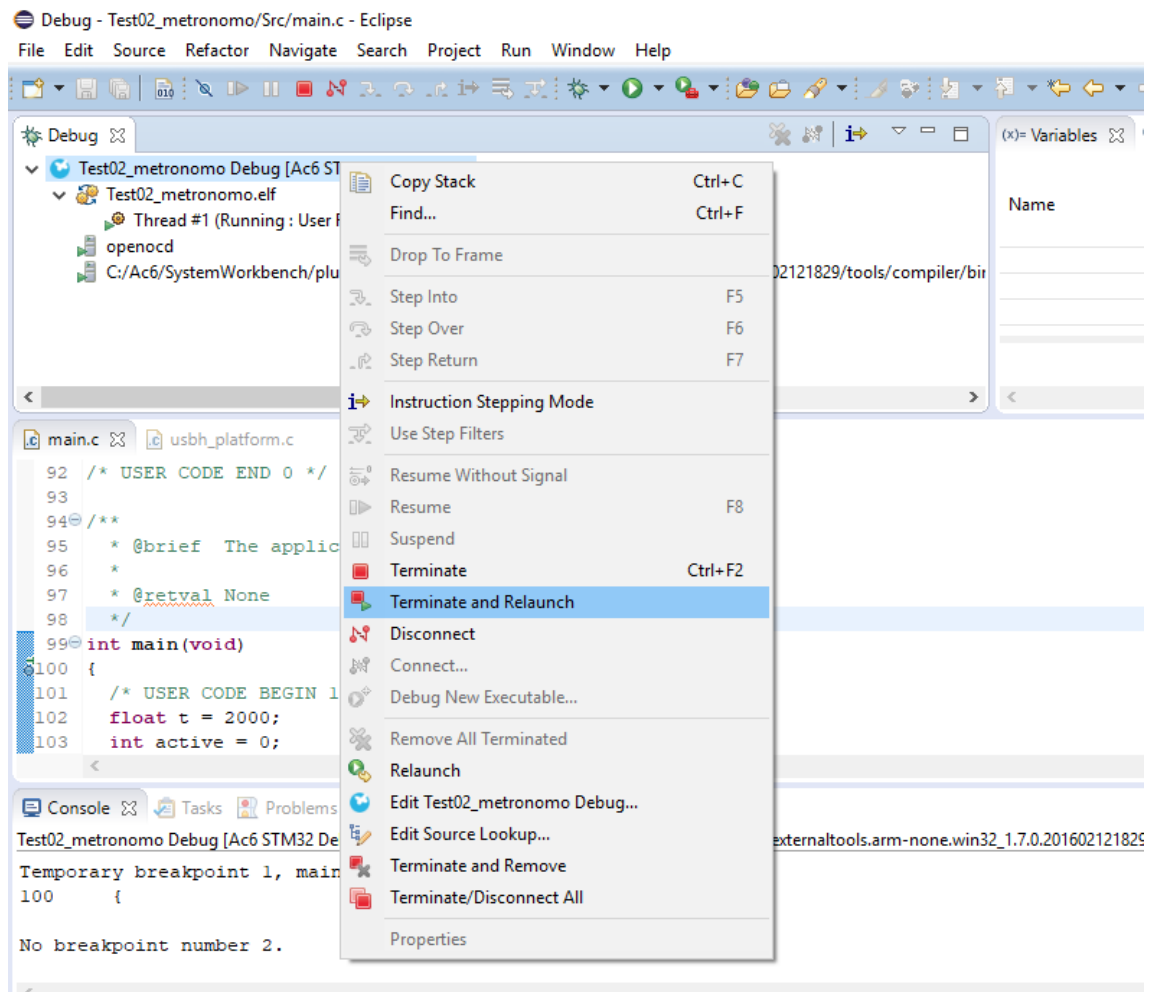 Debug - Test02_metronomo/Src/main.c - Eclipse
File Edit Source Refactor Navigate Search Project Run Window Help
Debug
(x)= Variables
Test02_metronomo Debug [Ac6 ST
Test02_metronomo.elf
Name
Thread #1 (Running : User
openocd
C:/Ac6/SystemWorkbench/plu
02121829/tools/compiler/bin
Copy Stack Ctrl+C
Find... Ctrl+F
Drop To Frame
Step Into F5
Step Over F6
Step Return F7
Instruction Stepping Mode
Use Step Filters
Resume Without Signal
Resume F8
Suspend
Terminate Ctrl+F2
Terminate and Relaunch
Disconnect
Connect...
Debug New Executable...
Remove All Terminated
Relaunch
Edit Test02_metronomo Debug...
Edit Source Lookup...
Terminate and Remove
Terminate/Disconnect All
Properties
main.c usbh_platform.c
92 /* USER CODE END 0 */
93
94 /**
95 * @brief The applic
96 *
97 * @retval None
98 */
99 int main(void)
100 {
101 /* USER CODE BEGIN 1
102 float t = 2000;
103 int active = 0;
Console Tasks Problems
Test02_metronomo Debug [Ac6 STM32 De
externaltools.arm-none.win32_1.7.0.201602121829
Temporary breakpoint 1, main
100 {
No breakpoint number 2.